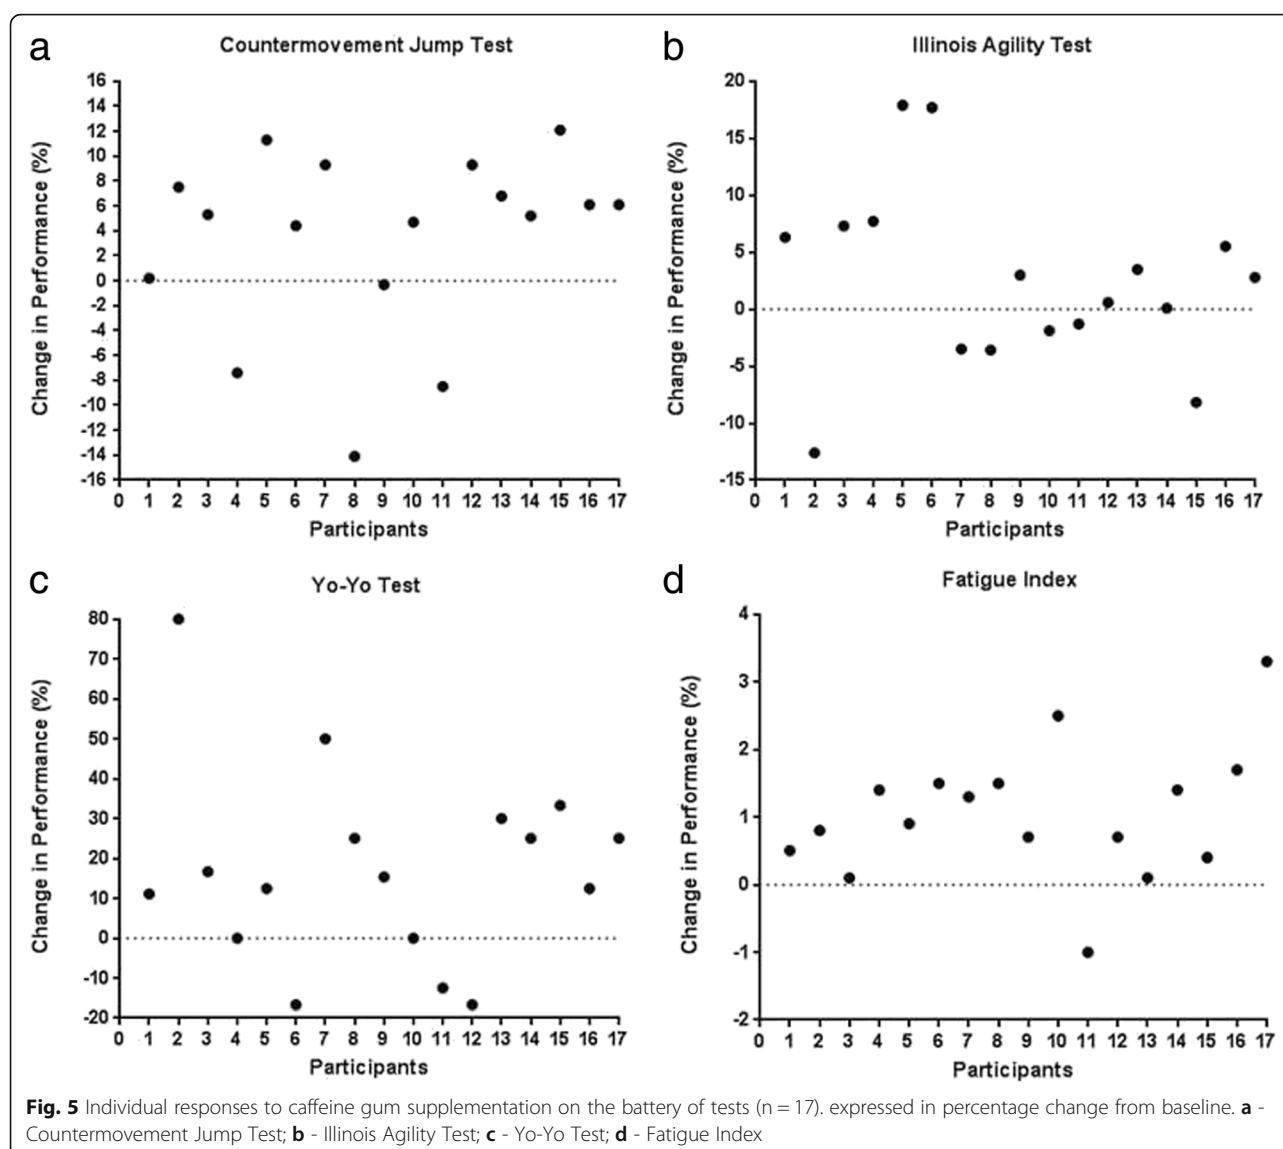 a
Countermovement Jump Test
Change in Performance (%)
16
14
12
10
8
6
4
2
0
-2
-4
-6
-8
-10
-12
-14
-16
0 1 2 3 4 5 6 7 8 9 10 11 12 13 14 15 16 17
Participants
b
Illinois Agility Test
Change in Performance (%)
20
15
10
5
0
-5
-10
-15
0 1 2 3 4 5 6 7 8 9 10 11 12 13 14 15 16 17
Participants
c
Yo-Yo Test
Change in Performance (%)
80
70
60
50
40
30
20
10
0
-10
-20
0 1 2 3 4 5 6 7 8 9 10 11 12 13 14 15 16 17
Participants
d
Fatigue Index
Change in Performance (%)
4
3
2
1
0
-1
-2
0 1 2 3 4 5 6 7 8 9 10 11 12 13 14 15 16 17
Participants
Fig. 5 Individual responses to caffeine gum supplementation on the battery of tests (n = 17). expressed in percentage change from baseline. a -
Countermovement Jump Test; b - Illinois Agility Test; c - Yo-Yo Test; d - Fatigue Index